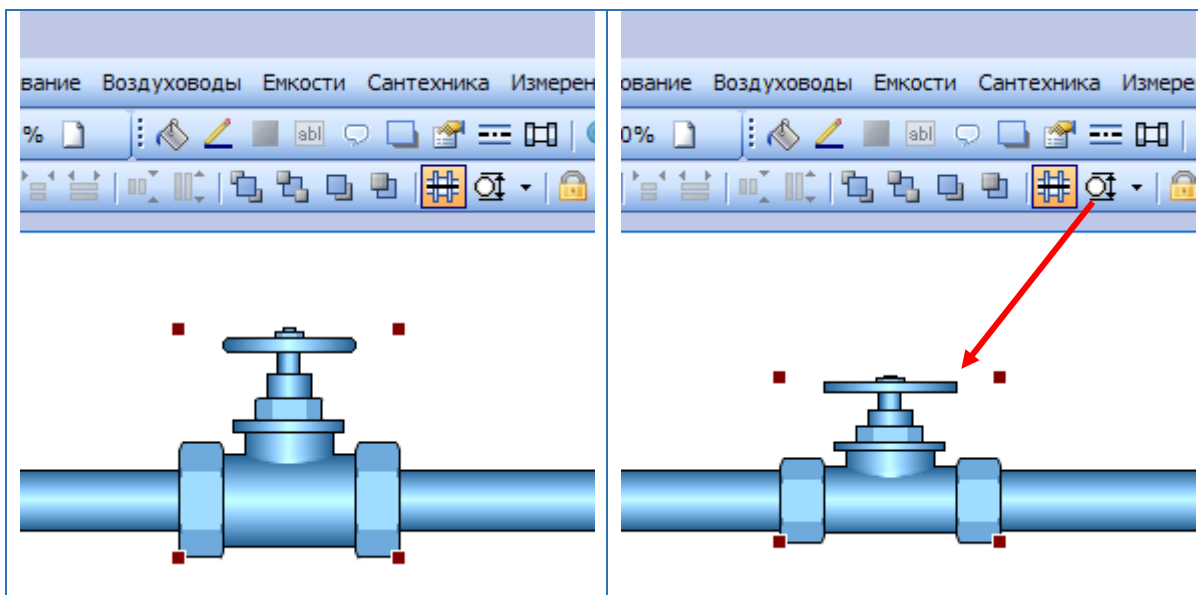 вание Воздуховоды Емкости Сантехника Измерен
% abl
ование Воздуховоды Емкости Сантехника Измере
0% abl